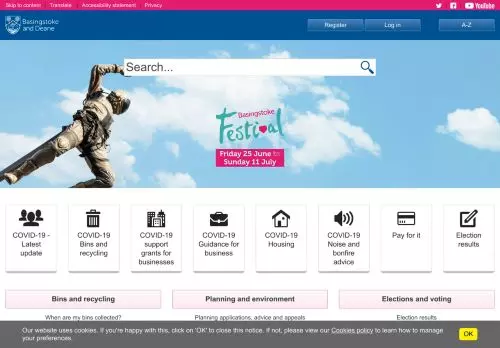 Skip to content
Translate
Accessibility statement
Privacy
YouTube
Basingstoke
and Deane
Register
Log in
A-Z
Search...
Basingstoke
Festival
Friday 25 June to
Sunday 11 July
COVID-19 -
Latest
update
COVID-19
Bins and
recycling
COVID-19
support
grants for
businesses
COVID-19
Guidance for
business
COVID-19
Housing
COVID-19
Noise and
bonfire
advice
Pay for it
Election
results
Bins and recycling
Planning and environment
Elections and voting
When are my bins collected?
Planning applications, advice and appeals
Election results
Our website uses cookies. If you're happy with this, click on 'OK' to close this notice. If not, please view our Cookies policy to learn how to manage
your preferences.
OK